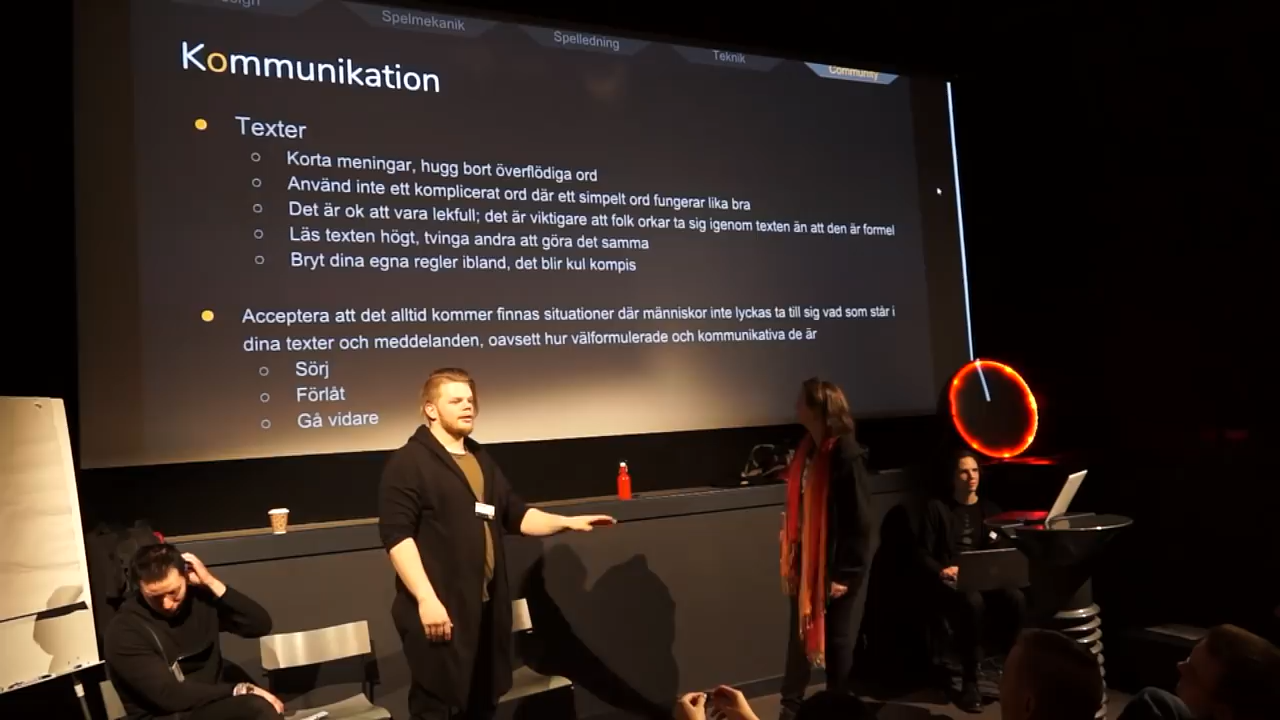 Spelmekanik
Spelledning
Teknik
Community
Kommunikation
Texter
Korta meningar, hugg bort överflödiga ord
Använd inte ett komplicerat ord där ett simpelt ord fungerar lika bra
Det är ok att vara lekfull; det är viktigare att folk orkar ta sig igenom texten än att den är formel
Läs texten högt, tvinga andra att göra det samma
Bryt dina egna regler ibland, det blir kul kompis
Acceptera att det alltid kommer finnas situationer där människor inte lyckas ta till sig vad som står i
dina texter och meddelanden, oavsett hur välformulerade och kommunikativa de är
Sörj
Förlåt
Gå vidare